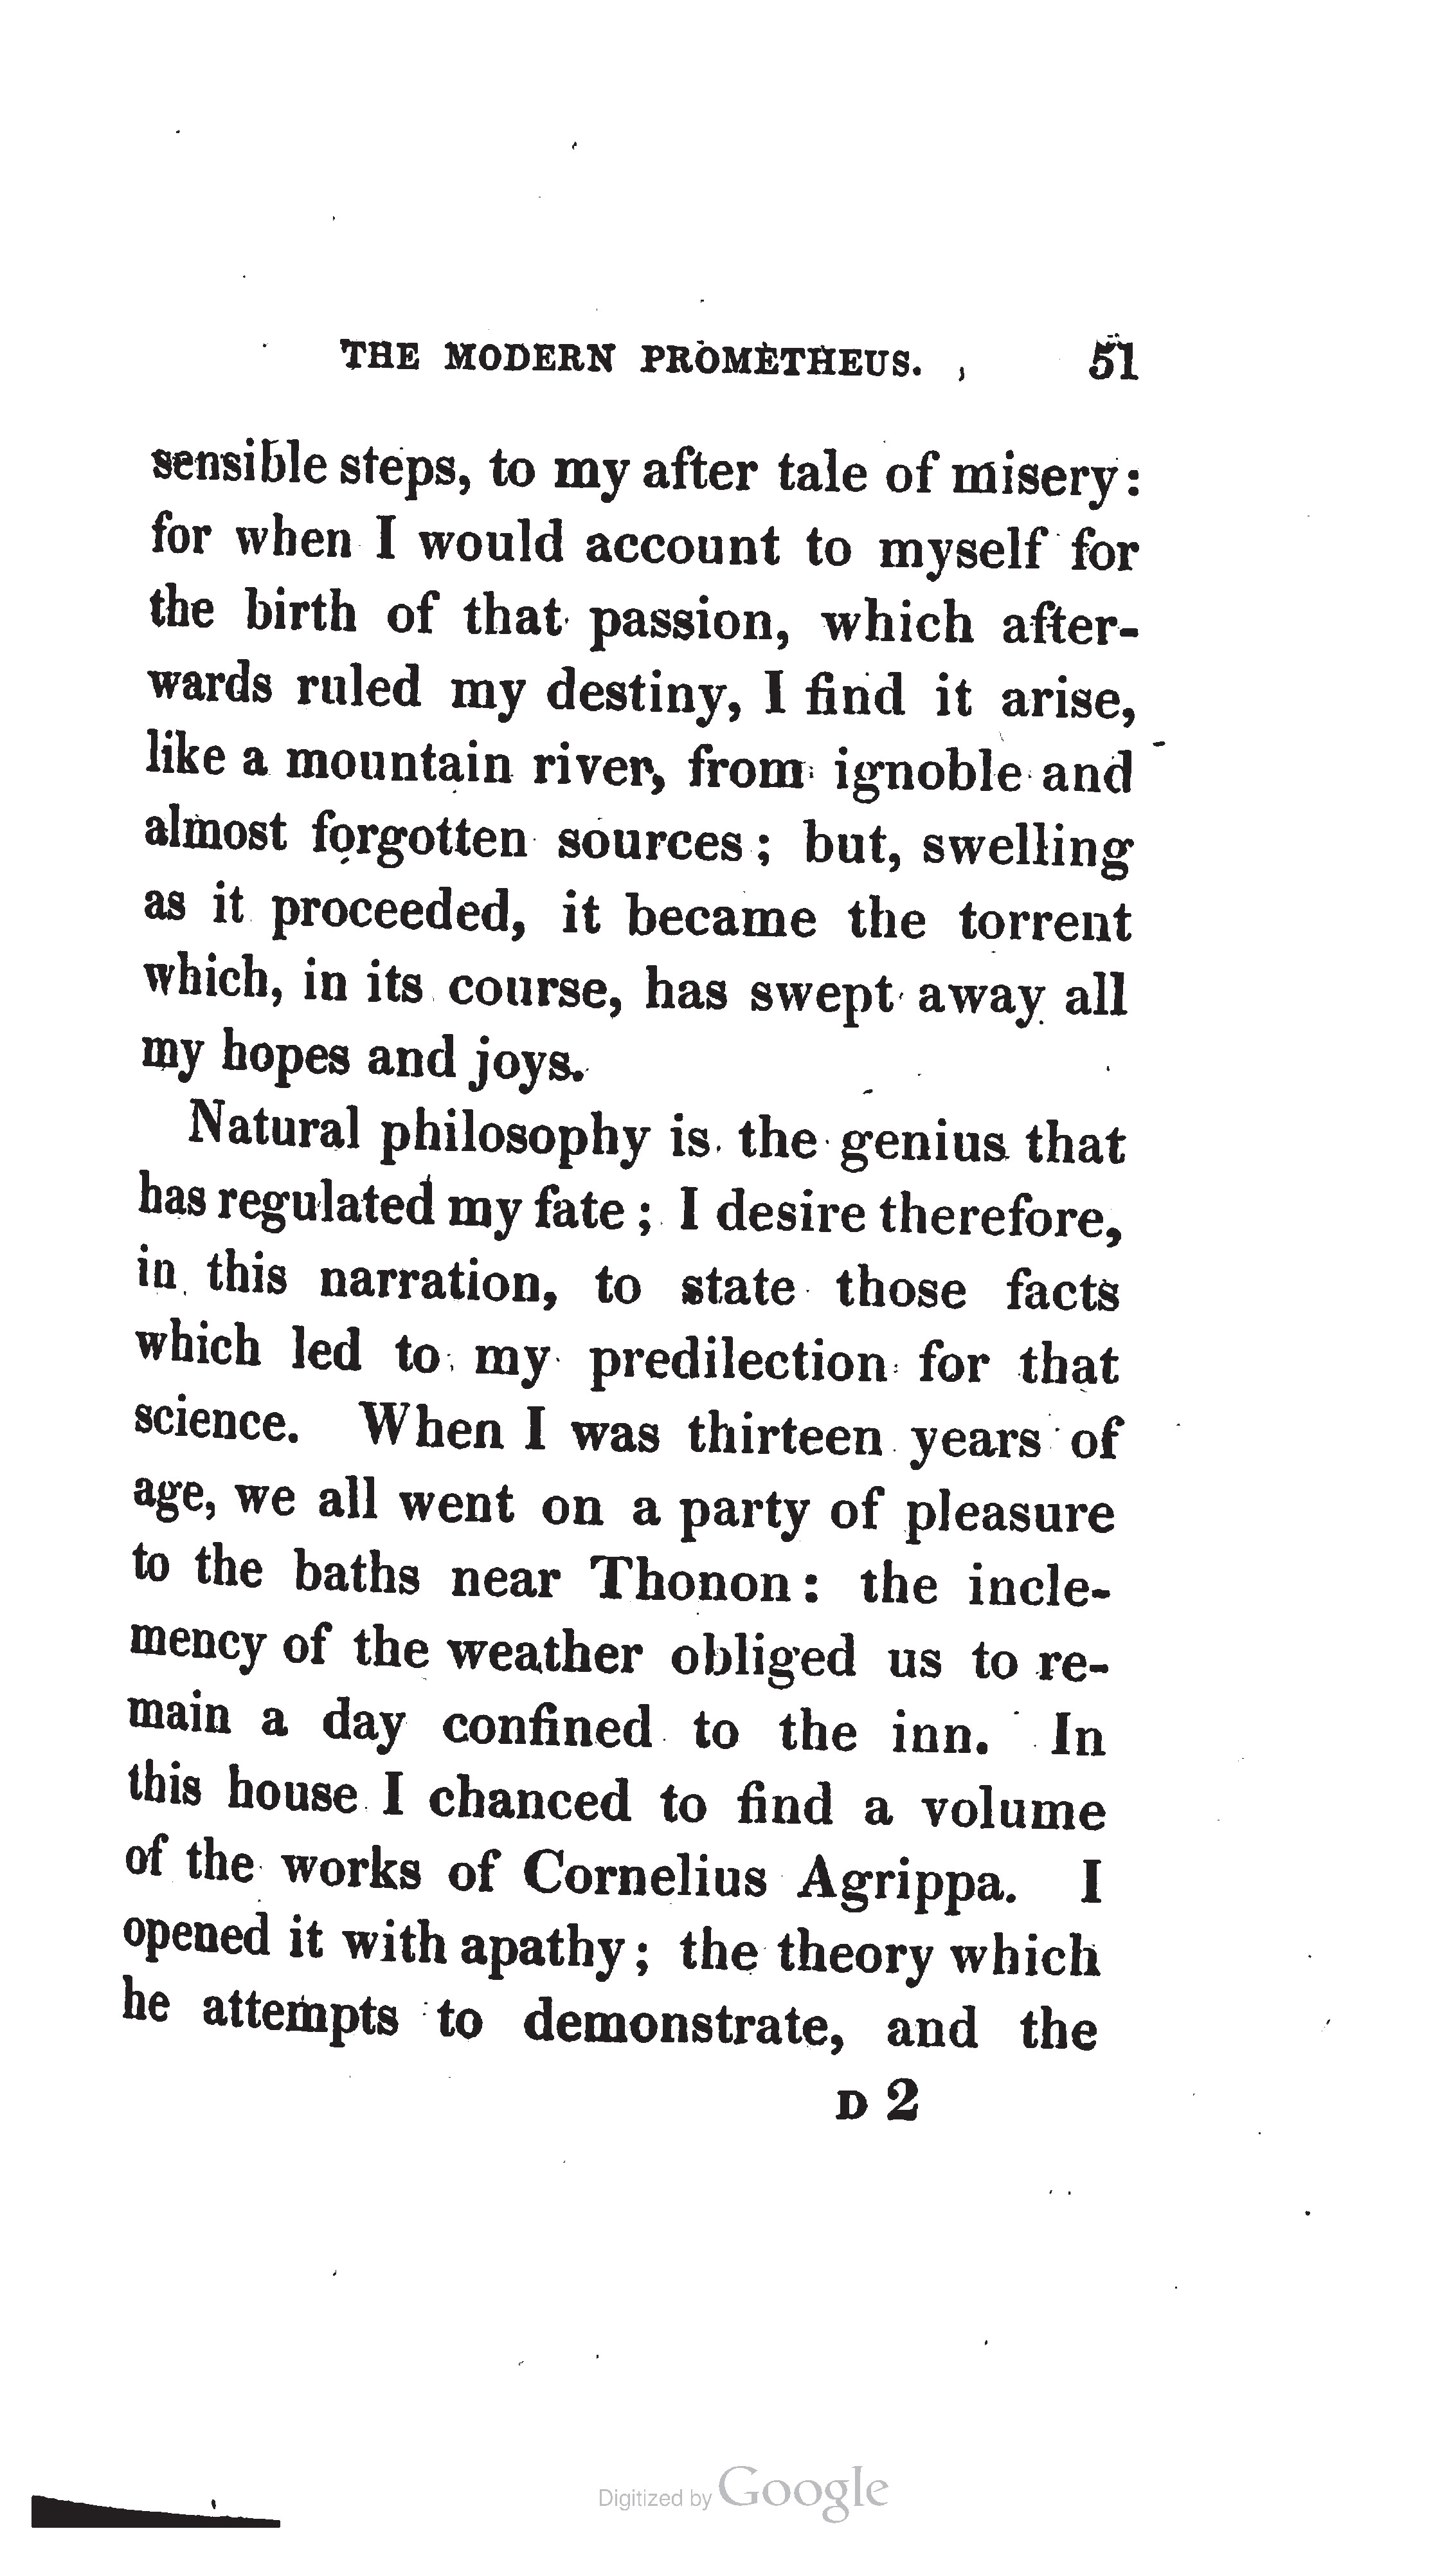 THE MODERN PROMETHEUS. 51
sensible steps, to my after tale of misery:
for when I would account to myself for
the birth of that passion, which after-
wards ruled my destiny, I find it arise,
like a mountain river, from ignoble and
almost forgotten sources; but, swelling
as it proceeded, it became the torrent
which, in its course, has swept away all
my hopes and joys.
Natural philosophy is the genius that
has regulated my fate; I desire therefore,
in this narration, to state those facts
which led to my predilection for that
science. When I was thirteen years of
age, we all went on a party of pleasure
to the baths near Thonon: the incle-
mency of the weather obliged us to re-
main a day confined to the inn. In
this house I chanced to find a volume
of the works of Cornelius Agrippa. I
opened it with apathy; the theory which
he attempts to demonstrate, and the
D 2
Digitized by Google